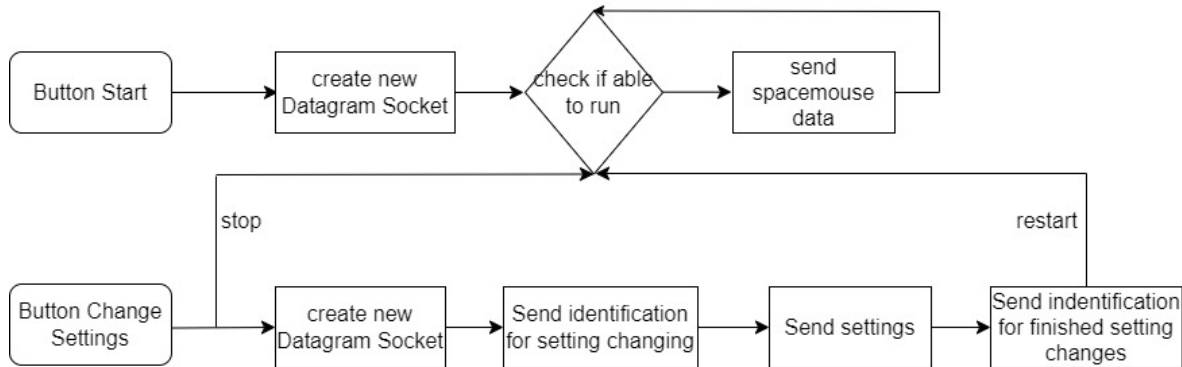 Button Start
create new
Datagram Socket
check if able
to run
send
spacemouse
data
stop
restart
Button Change
Settings
create new
Datagram Socket
Send identification
for setting changing
Send settings
Send indentification
for finished setting
changes